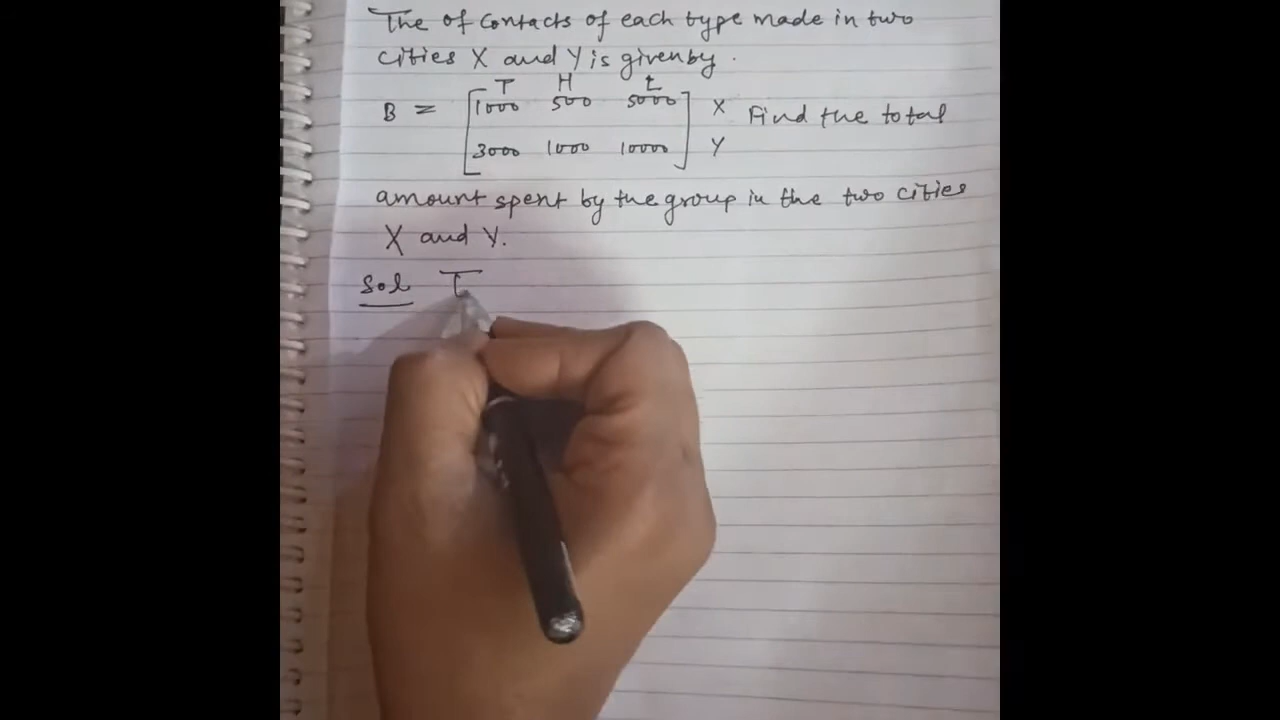 The of contacts of each type made in two
cities X and Y is given by.
T H L
B = [1000 500 5000] X Find the total
[3000 1000 10000] Y
amount spent by the group in the two cities
X and Y.
Sol T